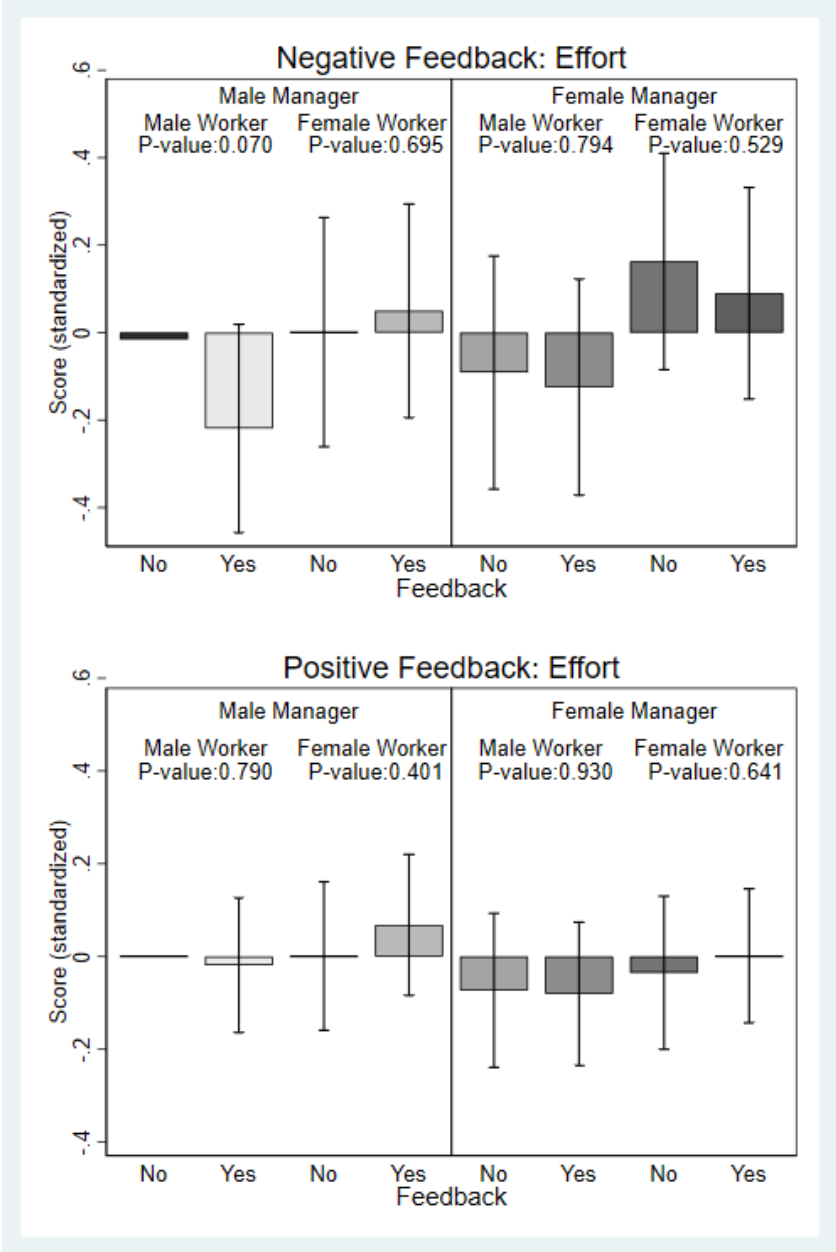 Negative Feedback: Effort
Male Manager
Female Manager
Male Worker
Female Worker
Male Worker
Female Worker
P-value:0.070
P-value:0.695
P-value:0.794
P-value:0.529
Score (standardized)
.6
.4
.2
0
-.2
-.4
No Yes No Yes No Yes No Yes
Feedback
Positive Feedback: Effort
Male Manager
Female Manager
Male Worker
Female Worker
Male Worker
Female Worker
P-value:0.790
P-value:0.401
P-value:0.930
P-value:0.641
Score (standardized)
.6
.4
.2
0
-.2
-.4
No Yes No Yes No Yes No Yes
Feedback